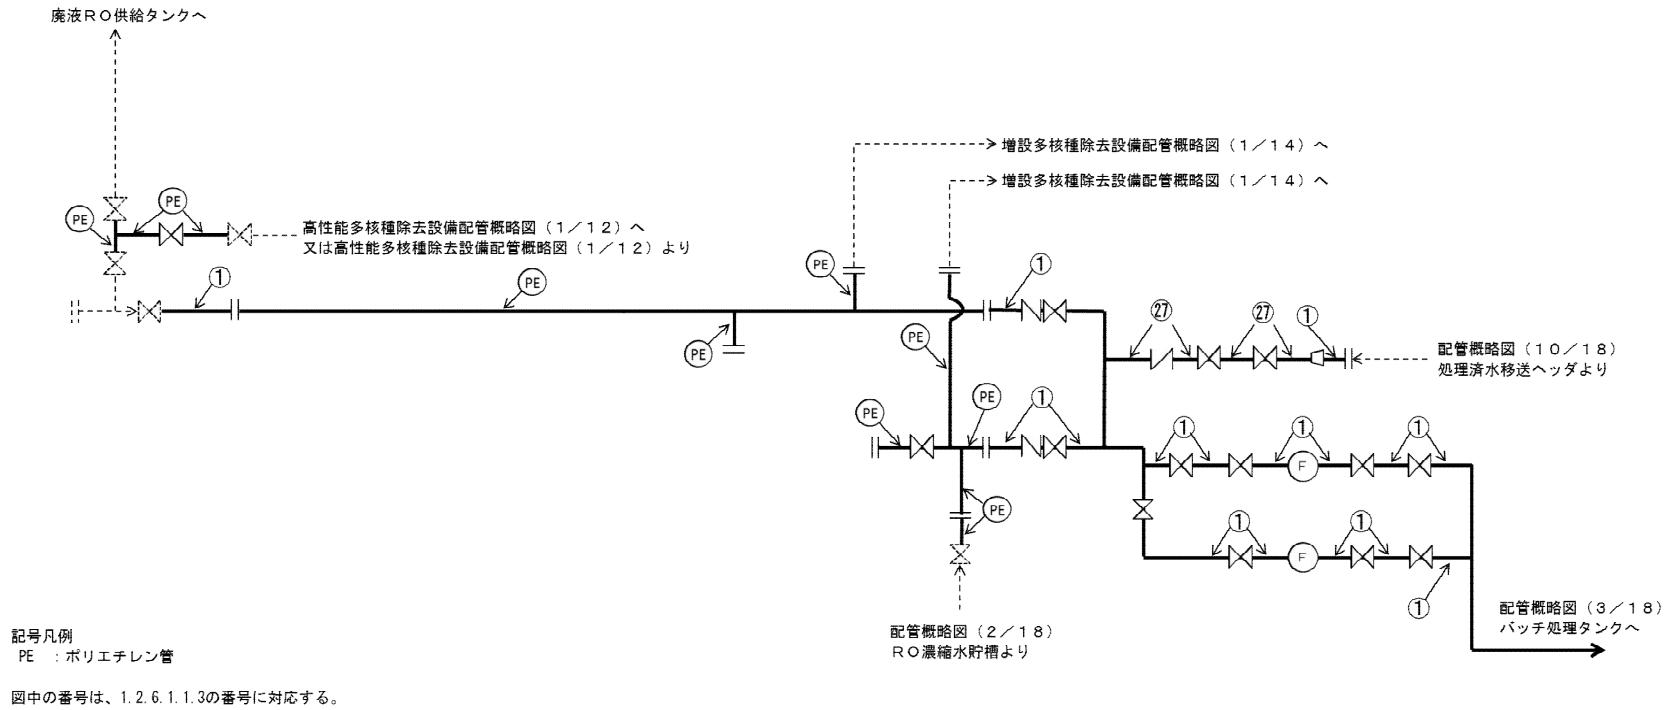 廃液ＲＯ供給タンクへ
増設多核種除去設備配管概略図（１／１４）へ
増設多核種除去設備配管概略図（１／１４）へ
PE
PE
高性能多核種除去設備配管概略図（１／１２）へ
又は高性能多核種除去設備配管概略図（１／１２）より
①
PE
PE
①
㉗
㉗
①
PE
PE
配管概略図（１０／１８）
処理済水移送ヘッダより
PE
PE
①
①
①
①
F
PE
①
①
F
①
配管概略図（２／１８）
ＲＯ濃縮水貯槽より
配管概略図（３／１８）
バッチ処理タンクへ
記号凡例
PE ：ポリエチレン管
図中の番号は、1.2.6.1.1.3の番号に対応する。